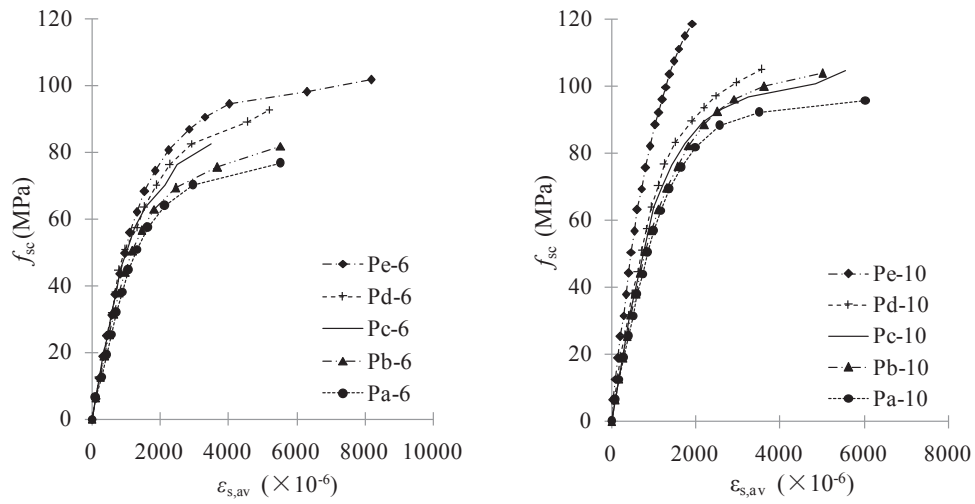 120
100
80
60
40
20
0
f_sc (MPa)
Pe-6
Pd-6
Pc-6
Pb-6
Pa-6
0 2000 4000 6000 8000 10000
ε_s,av (×10⁻⁶)
120
100
80
60
40
20
0
f_sc (MPa)
Pe-10
Pd-10
Pc-10
Pb-10
Pa-10
0 2000 4000 6000 8000
ε_s,av (×10⁻⁶)